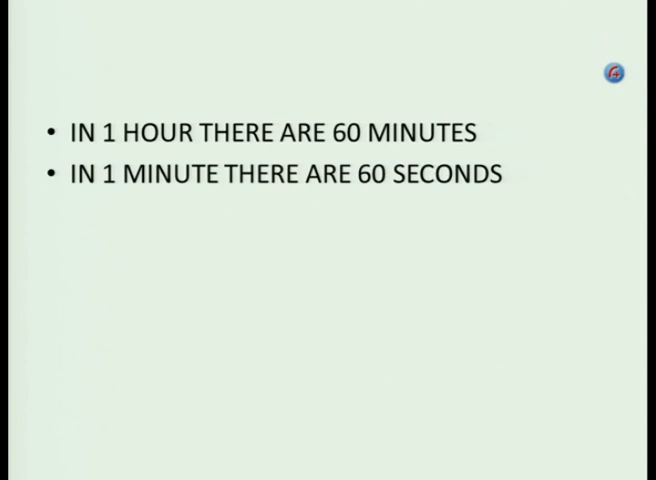 • IN 1 HOUR THERE ARE 60 MINUTES
• IN 1 MINUTE THERE ARE 60 SECONDS